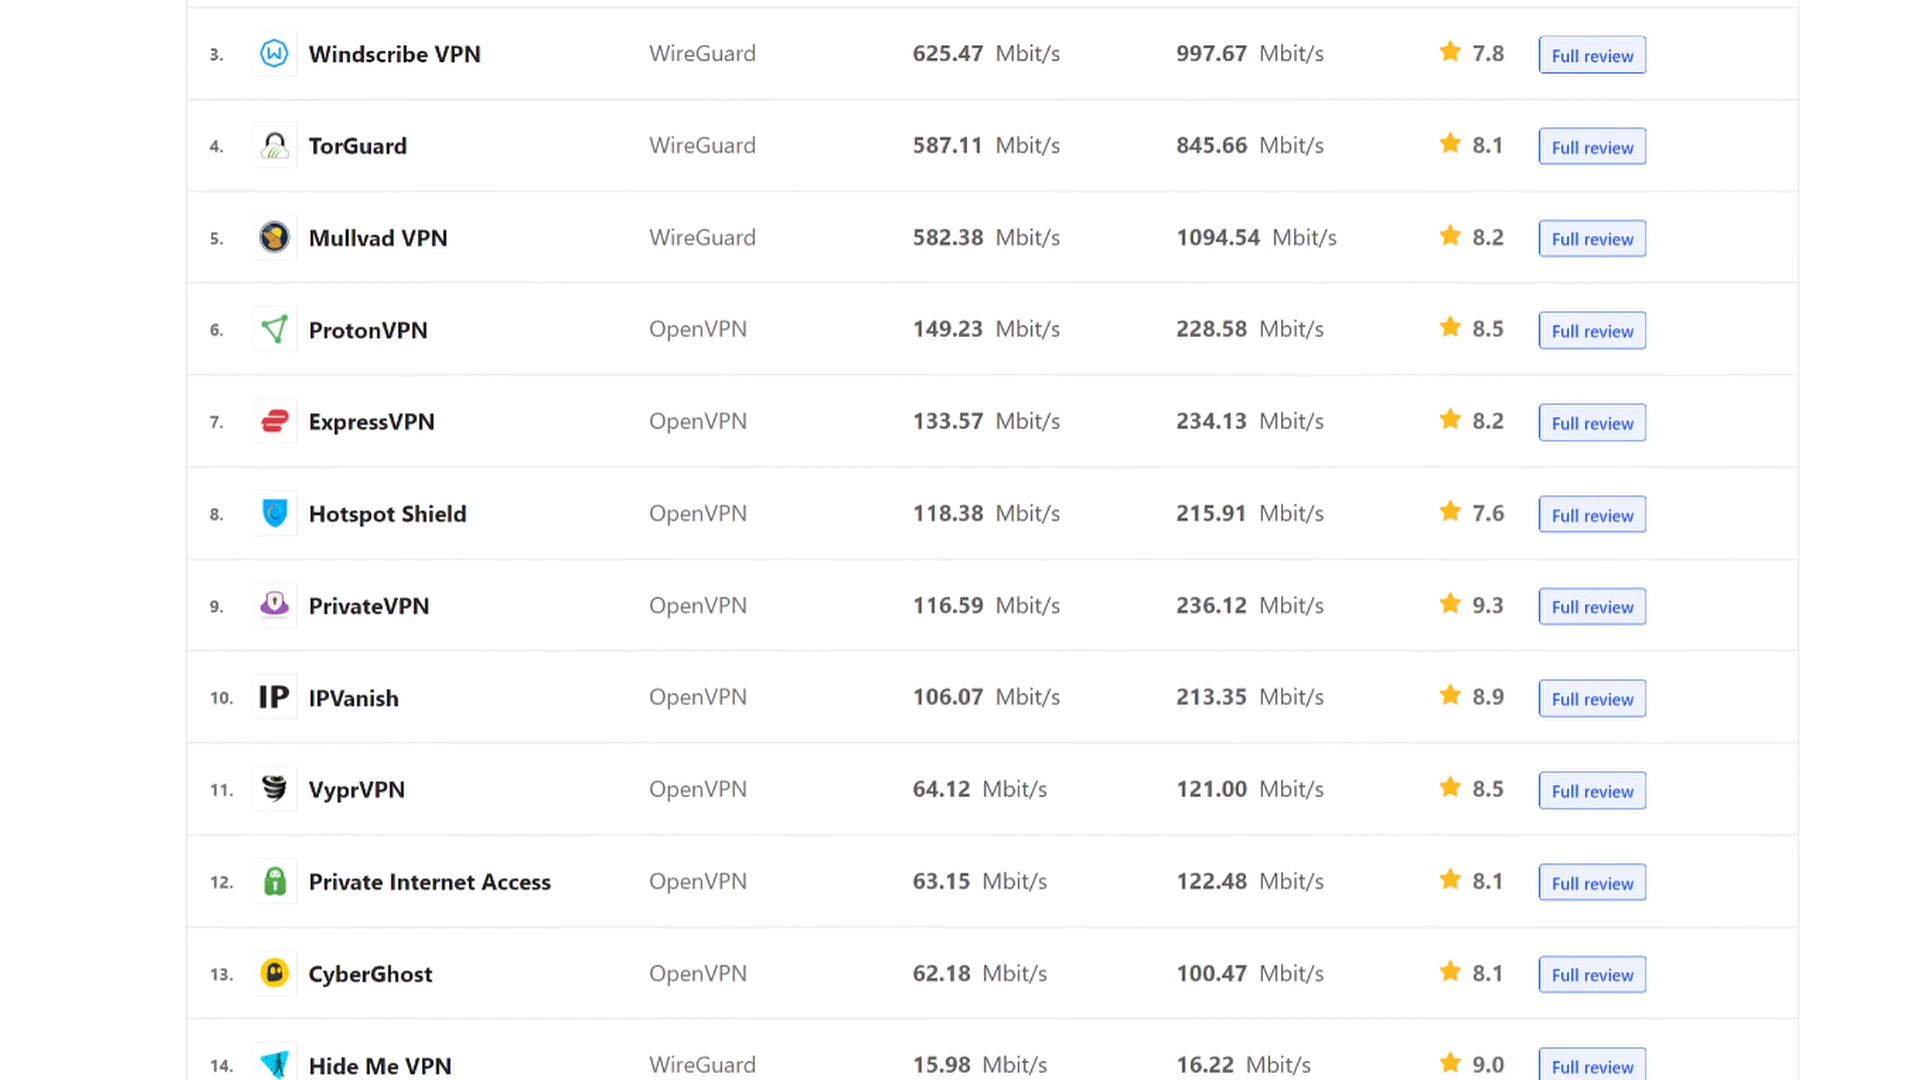 3. Windscribe VPN WireGuard 625.47 Mbit/s 997.67 Mbit/s 7.8 Full review
4. TorGuard WireGuard 587.11 Mbit/s 845.66 Mbit/s 8.1 Full review
5. Mullvad VPN WireGuard 582.38 Mbit/s 1094.54 Mbit/s 8.2 Full review
6. ProtonVPN OpenVPN 149.23 Mbit/s 228.58 Mbit/s 8.5 Full review
7. ExpressVPN OpenVPN 133.57 Mbit/s 234.13 Mbit/s 8.2 Full review
8. Hotspot Shield OpenVPN 118.38 Mbit/s 215.91 Mbit/s 7.6 Full review
9. PrivateVPN OpenVPN 116.59 Mbit/s 236.12 Mbit/s 9.3 Full review
10. IP IPVanish OpenVPN 106.07 Mbit/s 213.35 Mbit/s 8.9 Full review
11. VyprVPN OpenVPN 64.12 Mbit/s 121.00 Mbit/s 8.5 Full review
12. Private Internet Access OpenVPN 63.15 Mbit/s 122.48 Mbit/s 8.1 Full review
13. CyberGhost OpenVPN 62.18 Mbit/s 100.47 Mbit/s 8.1 Full review
14. Hide Me VPN WireGuard 15.98 Mbit/s 16.22 Mbit/s 9.0 Full review